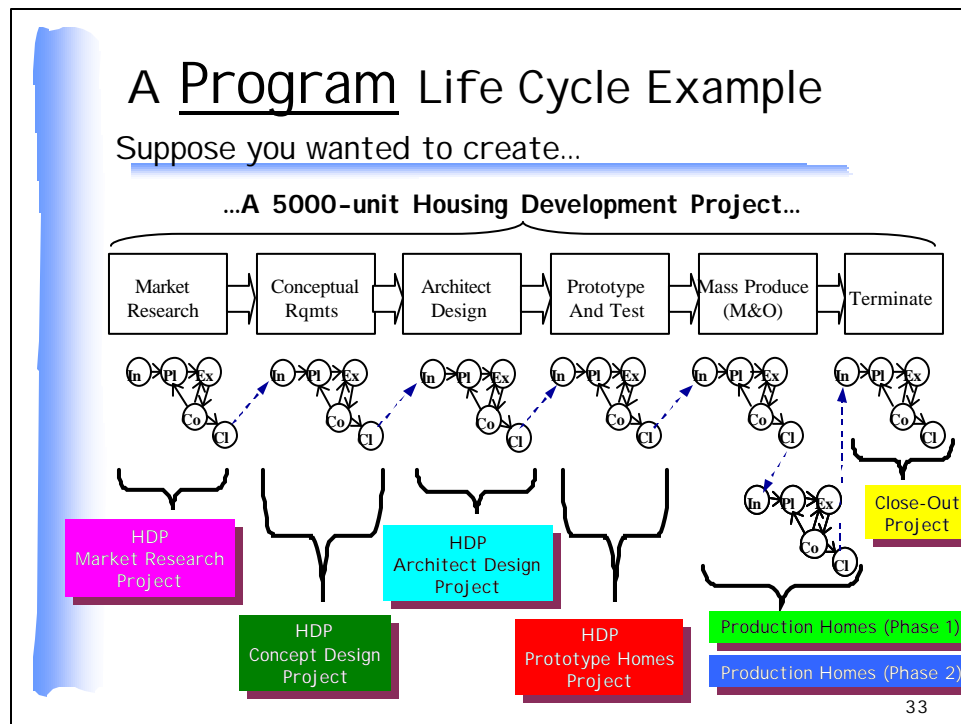 A Program Life Cycle Example
Suppose you wanted to create...
...A 5000-unit Housing Development Project...
Market
Research
Conceptual
Rqmts
Architect
Design
Prototype
And Test
Mass Produce
(M&O)
Terminate
In Pl Ex
Co
Cl
In Pl Ex
Co
Cl
In Pl Ex
Co
Cl
In Pl Ex
Co
Cl
In Pl Ex
Co
Cl
In Pl Ex
Co
Cl
In Pl Ex
Co
Cl
HDP
Market Research
Project
HDP
Concept Design
Project
HDP
Architect Design
Project
HDP
Prototype Homes
Project
Close-Out
Project
Production Homes (Phase 1)
Production Homes (Phase 2)
33